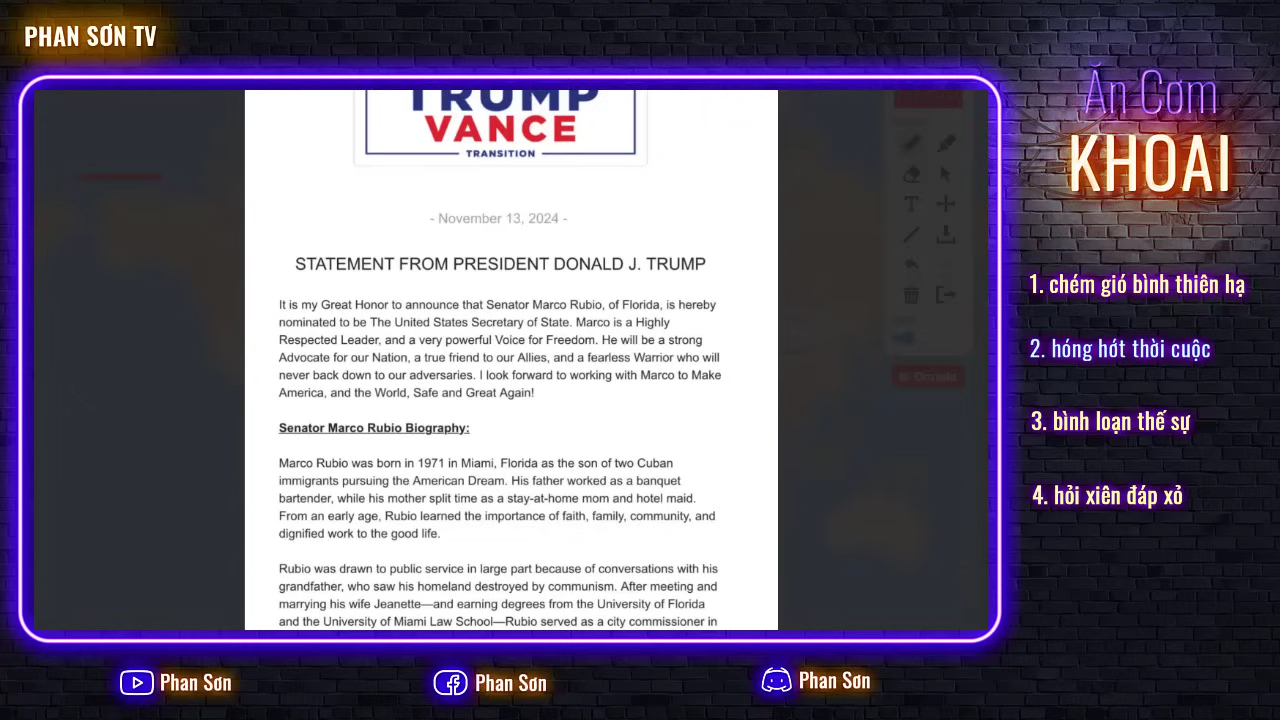 PHAN SƠN TV
Ăn Cơm
KHOAI
1. chém gió bình thiên hạ
2. hóng hớt thời cuộc
3. bình loạn thế sự
4. hỏi xiên đáp xỏ
TRUMP
VANCE
TRANSITION
- November 13, 2024 -
STATEMENT FROM PRESIDENT DONALD J. TRUMP
It is my Great Honor to announce that Senator Marco Rubio, of Florida, is hereby
nominated to be The United States Secretary of State. Marco is a Highly
Respected Leader, and a very powerful Voice for Freedom. He will be a strong
Advocate for our Nation, a true friend to our Allies, and a fearless Warrior who will
never back down to our adversaries. I look forward to working with Marco to Make
America, and the World, Safe and Great Again!
Senator Marco Rubio Biography:
Marco Rubio was born in 1971 in Miami, Florida as the son of two Cuban
immigrants pursuing the American Dream. His father worked as a banquet
bartender, while his mother split time as a stay-at-home mom and hotel maid.
From an early age, Rubio learned the importance of faith, family, community, and
dignified work to the good life.
Rubio was drawn to public service in large part because of conversations with his
grandfather, who saw his homeland destroyed by communism. After meeting and
marrying his wife Jeanette—and earning degrees from the University of Florida
and the University of Miami Law School—Rubio served as a city commissioner in
Phan Sơn
Phan Sơn
Phan Sơn